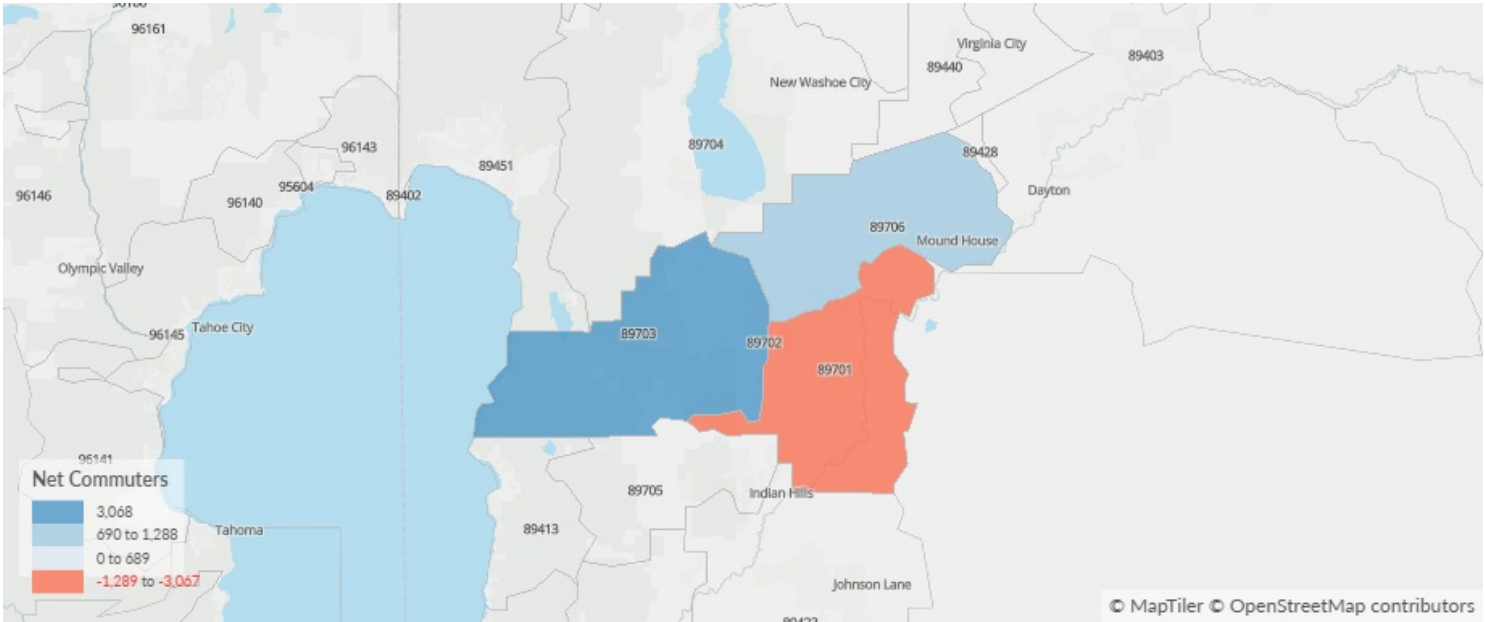 96161
Virginia City
89403
89440
New Washoe City
96143
89704
89428
89451
95604
Dayton
96146
96140
89402
89706
Mound House
Olympic Valley
96145
Tahoe City
89703
89702
89701
96141
Net Commuters
3,068
690 to 1,288
0 to 689
-1,289 to -3,067
89705
Indian Hills
89413
Tahoma
Johnson Lane
© MapTiler © OpenStreetMap contributors